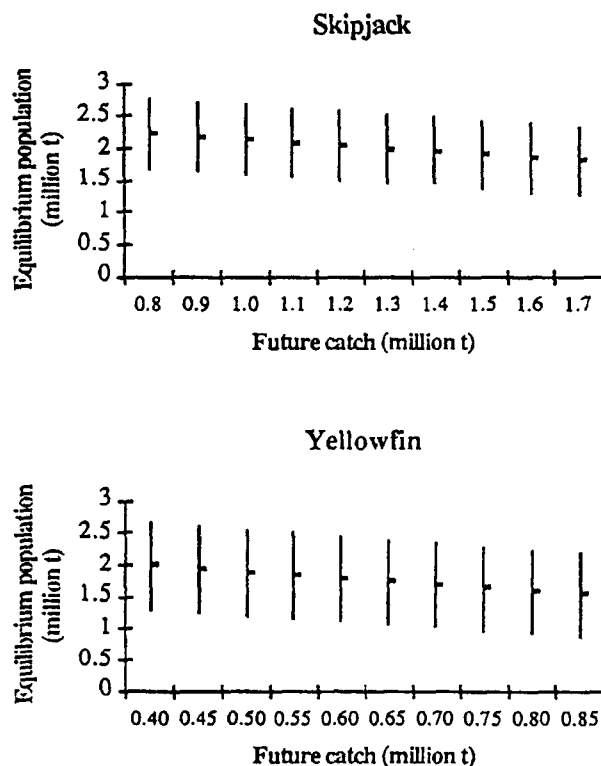 Skipjack
Equilibrium population
(million t)
3
2.5
2
1.5
1
0.5
0
0.8 0.9 1.0 1.1 1.2 1.3 1.4 1.5 1.6 1.7
Future catch (million t)
Yellowfin
Equilibrium population
(million t)
3
2.5
2
1.5
1
0.5
0
0.40 0.45 0.50 0.55 0.60 0.65 0.70 0.75 0.80 0.85
Future catch (million t)